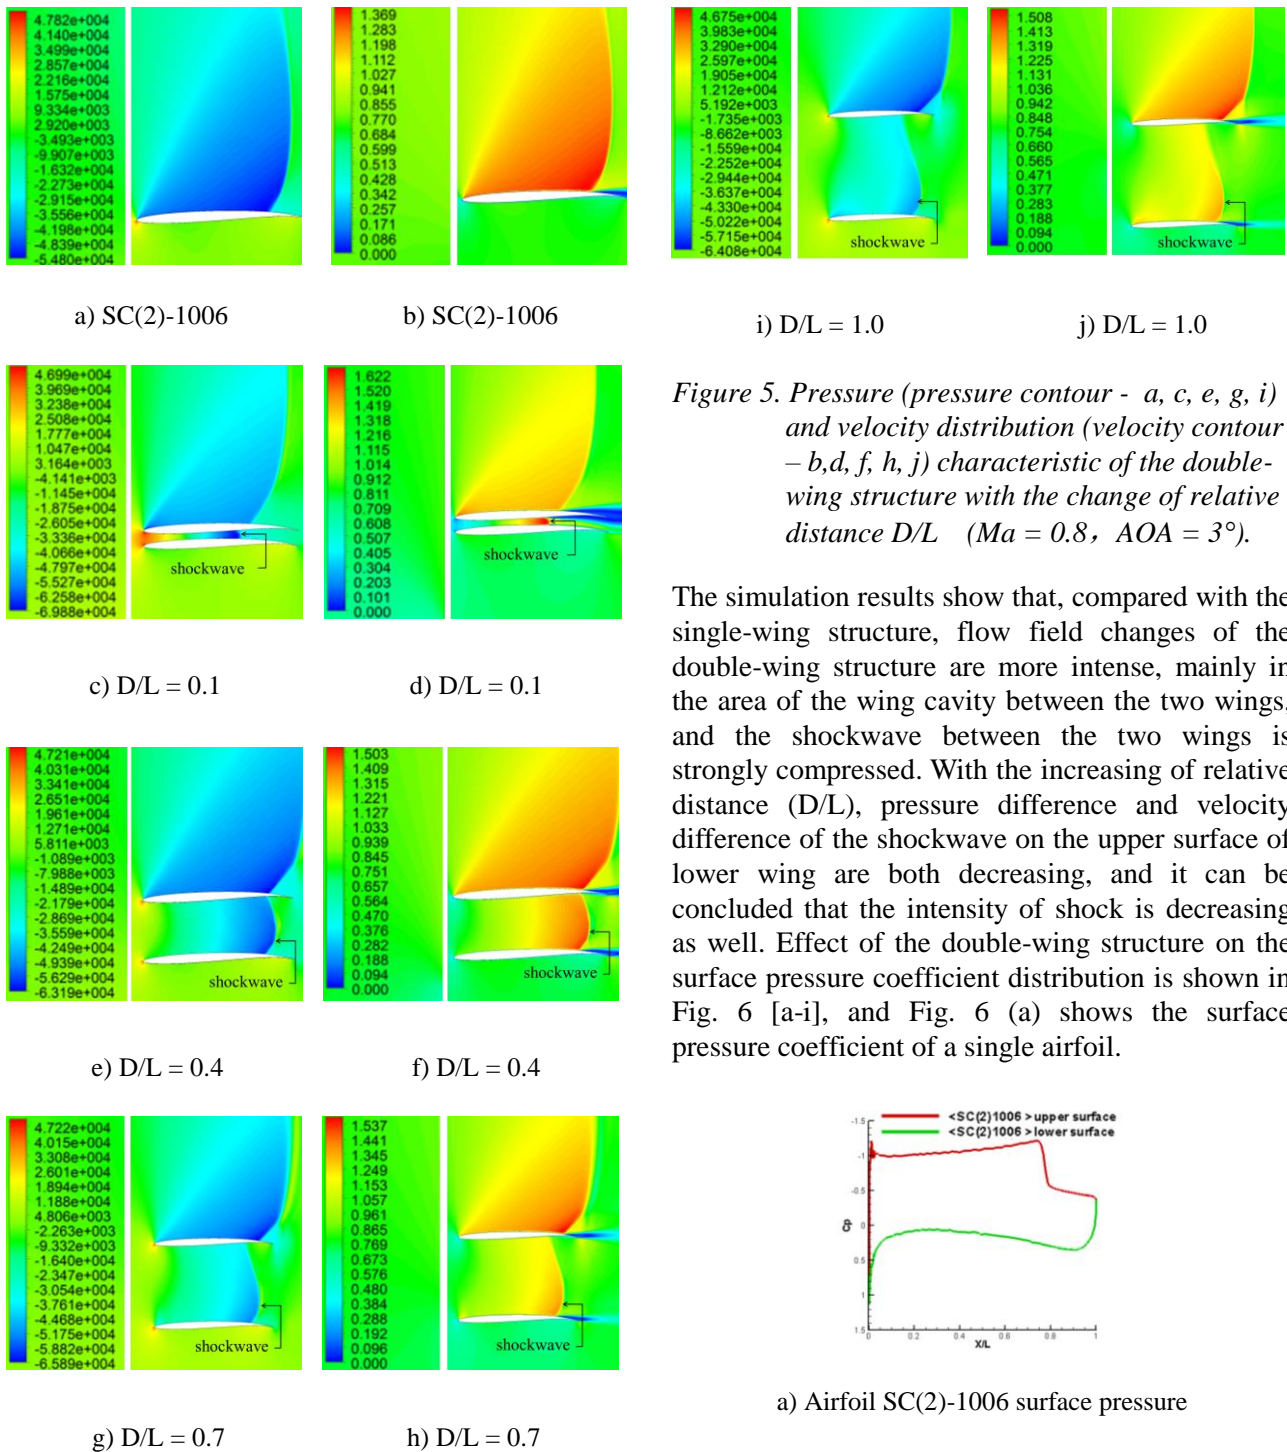 4.782e+004
4.140e+004
3.499e+004
2.857e+004
2.216e+004
1.575e+004
9.334e+003
2.920e+003
-3.493e+003
-9.907e+003
-1.632e+004
-2.273e+004
-2.915e+004
-3.556e+004
-4.198e+004
-4.839e+004
-5.480e+004
1.369
1.283
1.198
1.112
1.027
0.941
0.855
0.770
0.684
0.599
0.513
0.428
0.342
0.257
0.171
0.086
0.000
a) SC(2)-1006
b) SC(2)-1006
4.699e+004
3.969e+004
3.238e+004
2.508e+004
1.777e+004
1.047e+004
3.164e+003
-4.141e+003
-1.145e+004
-1.875e+004
-2.605e+004
-3.336e+004
-4.066e+004
-4.797e+004
-5.527e+004
-6.258e+004
-6.988e+004
shockwave
1.622
1.520
1.419
1.318
1.216
1.115
1.014
0.912
0.811
0.709
0.608
0.507
0.405
0.304
0.203
0.101
0.000
shockwave
c) D/L = 0.1
d) D/L = 0.1
4.721e+004
4.031e+004
3.341e+004
2.651e+004
1.961e+004
1.271e+004
5.811e+003
-1.089e+003
-7.988e+003
-1.489e+004
-2.179e+004
-2.869e+004
-3.559e+004
-4.249e+004
-4.939e+004
-5.629e+004
-6.319e+004
shockwave
1.503
1.409
1.315
1.221
1.127
1.033
0.939
0.845
0.751
0.657
0.564
0.470
0.376
0.282
0.188
0.094
0.000
shockwave
e) D/L = 0.4
f) D/L = 0.4
4.722e+004
4.015e+004
3.308e+004
2.601e+004
1.894e+004
1.188e+004
4.806e+003
-2.263e+003
-9.332e+003
-1.640e+004
-2.347e+004
-3.054e+004
-3.761e+004
-4.468e+004
-5.175e+004
-5.882e+004
-6.589e+004
shockwave
1.537
1.441
1.345
1.249
1.153
1.057
0.961
0.865
0.769
0.673
0.576
0.480
0.384
0.288
0.192
0.096
0.000
shockwave
g) D/L = 0.7
h) D/L = 0.7
4.675e+004
3.983e+004
3.290e+004
2.597e+004
1.905e+004
1.212e+004
5.192e+003
-1.735e+003
-8.662e+003
-1.559e+004
-2.252e+004
-2.944e+004
-3.637e+004
-4.330e+004
-5.022e+004
-5.715e+004
-6.408e+004
shockwave
1.508
1.413
1.319
1.225
1.131
1.036
0.942
0.848
0.754
0.660
0.565
0.471
0.377
0.283
0.188
0.094
0.000
shockwave
i) D/L = 1.0
j) D/L = 1.0
Figure 5. Pressure (pressure contour - a, c, e, g, i)
and velocity distribution (velocity contour
– b,d, f, h, j) characteristic of the double-
wing structure with the change of relative
distance D/L (Ma = 0.8，AOA = 3°).
The simulation results show that, compared with the
single-wing structure, flow field changes of the
double-wing structure are more intense, mainly in
the area of the wing cavity between the two wings,
and the shockwave between the two wings is
strongly compressed. With the increasing of relative
distance (D/L), pressure difference and velocity
difference of the shockwave on the upper surface of
lower wing are both decreasing, and it can be
concluded that the intensity of shock is decreasing
as well. Effect of the double-wing structure on the
surface pressure coefficient distribution is shown in
Fig. 6 [a-i], and Fig. 6 (a) shows the surface
pressure coefficient of a single airfoil.
<SC(2)1006 >upper surface
<SC(2)1006 >lower surface
-1.5
-1
-0.5
0
0.5
1
1.5
Cp
0
0.2
0.4
0.6
0.8
1
X/L
a) Airfoil SC(2)-1006 surface pressure